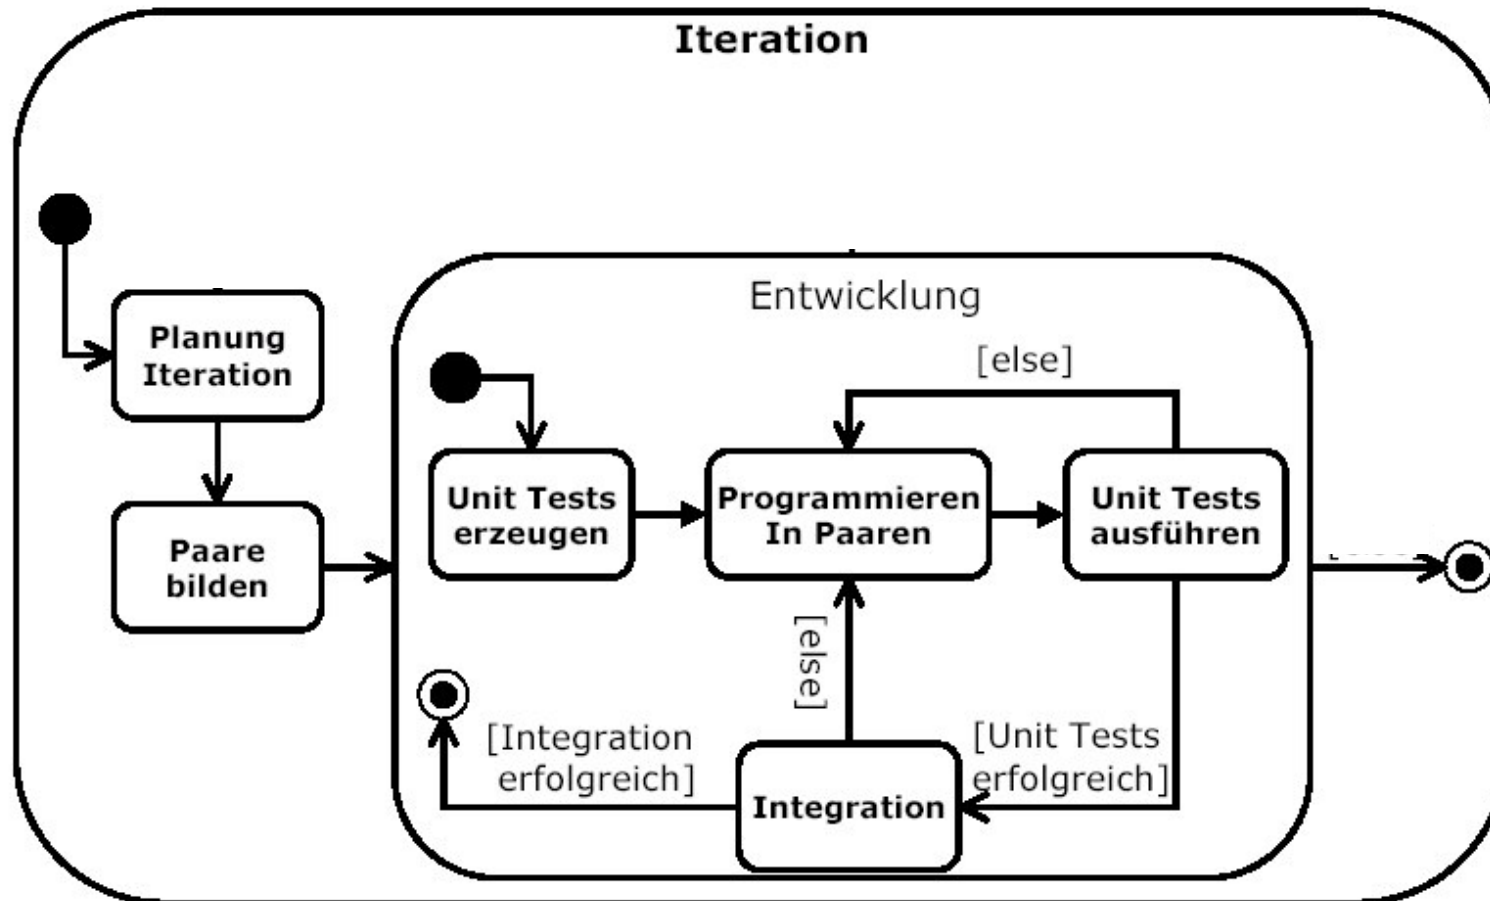 Iteration
Entwicklung
[else]
Planung
Iteration
Unit Tests
erzeugen
Programmieren
In Paaren
Unit Tests
ausführen
Paare
bilden
[else]
[Integration
erfolgreich]
[Unit Tests
erfolgreich]
Integration